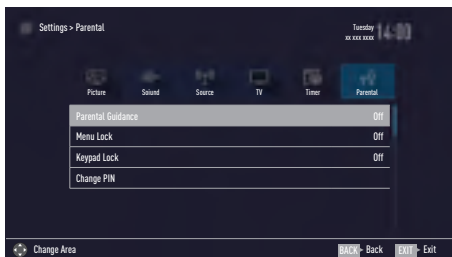 Settings > Parental
Tuesday
xx xxx xxxx
14:00
Picture
Soiund
Source
TV
Timer
Parental
Parental Guidance Off
Menu Lock Off
Keypad Lock Off
Change PIN
Change Area
BACK Back
EXIT Exit